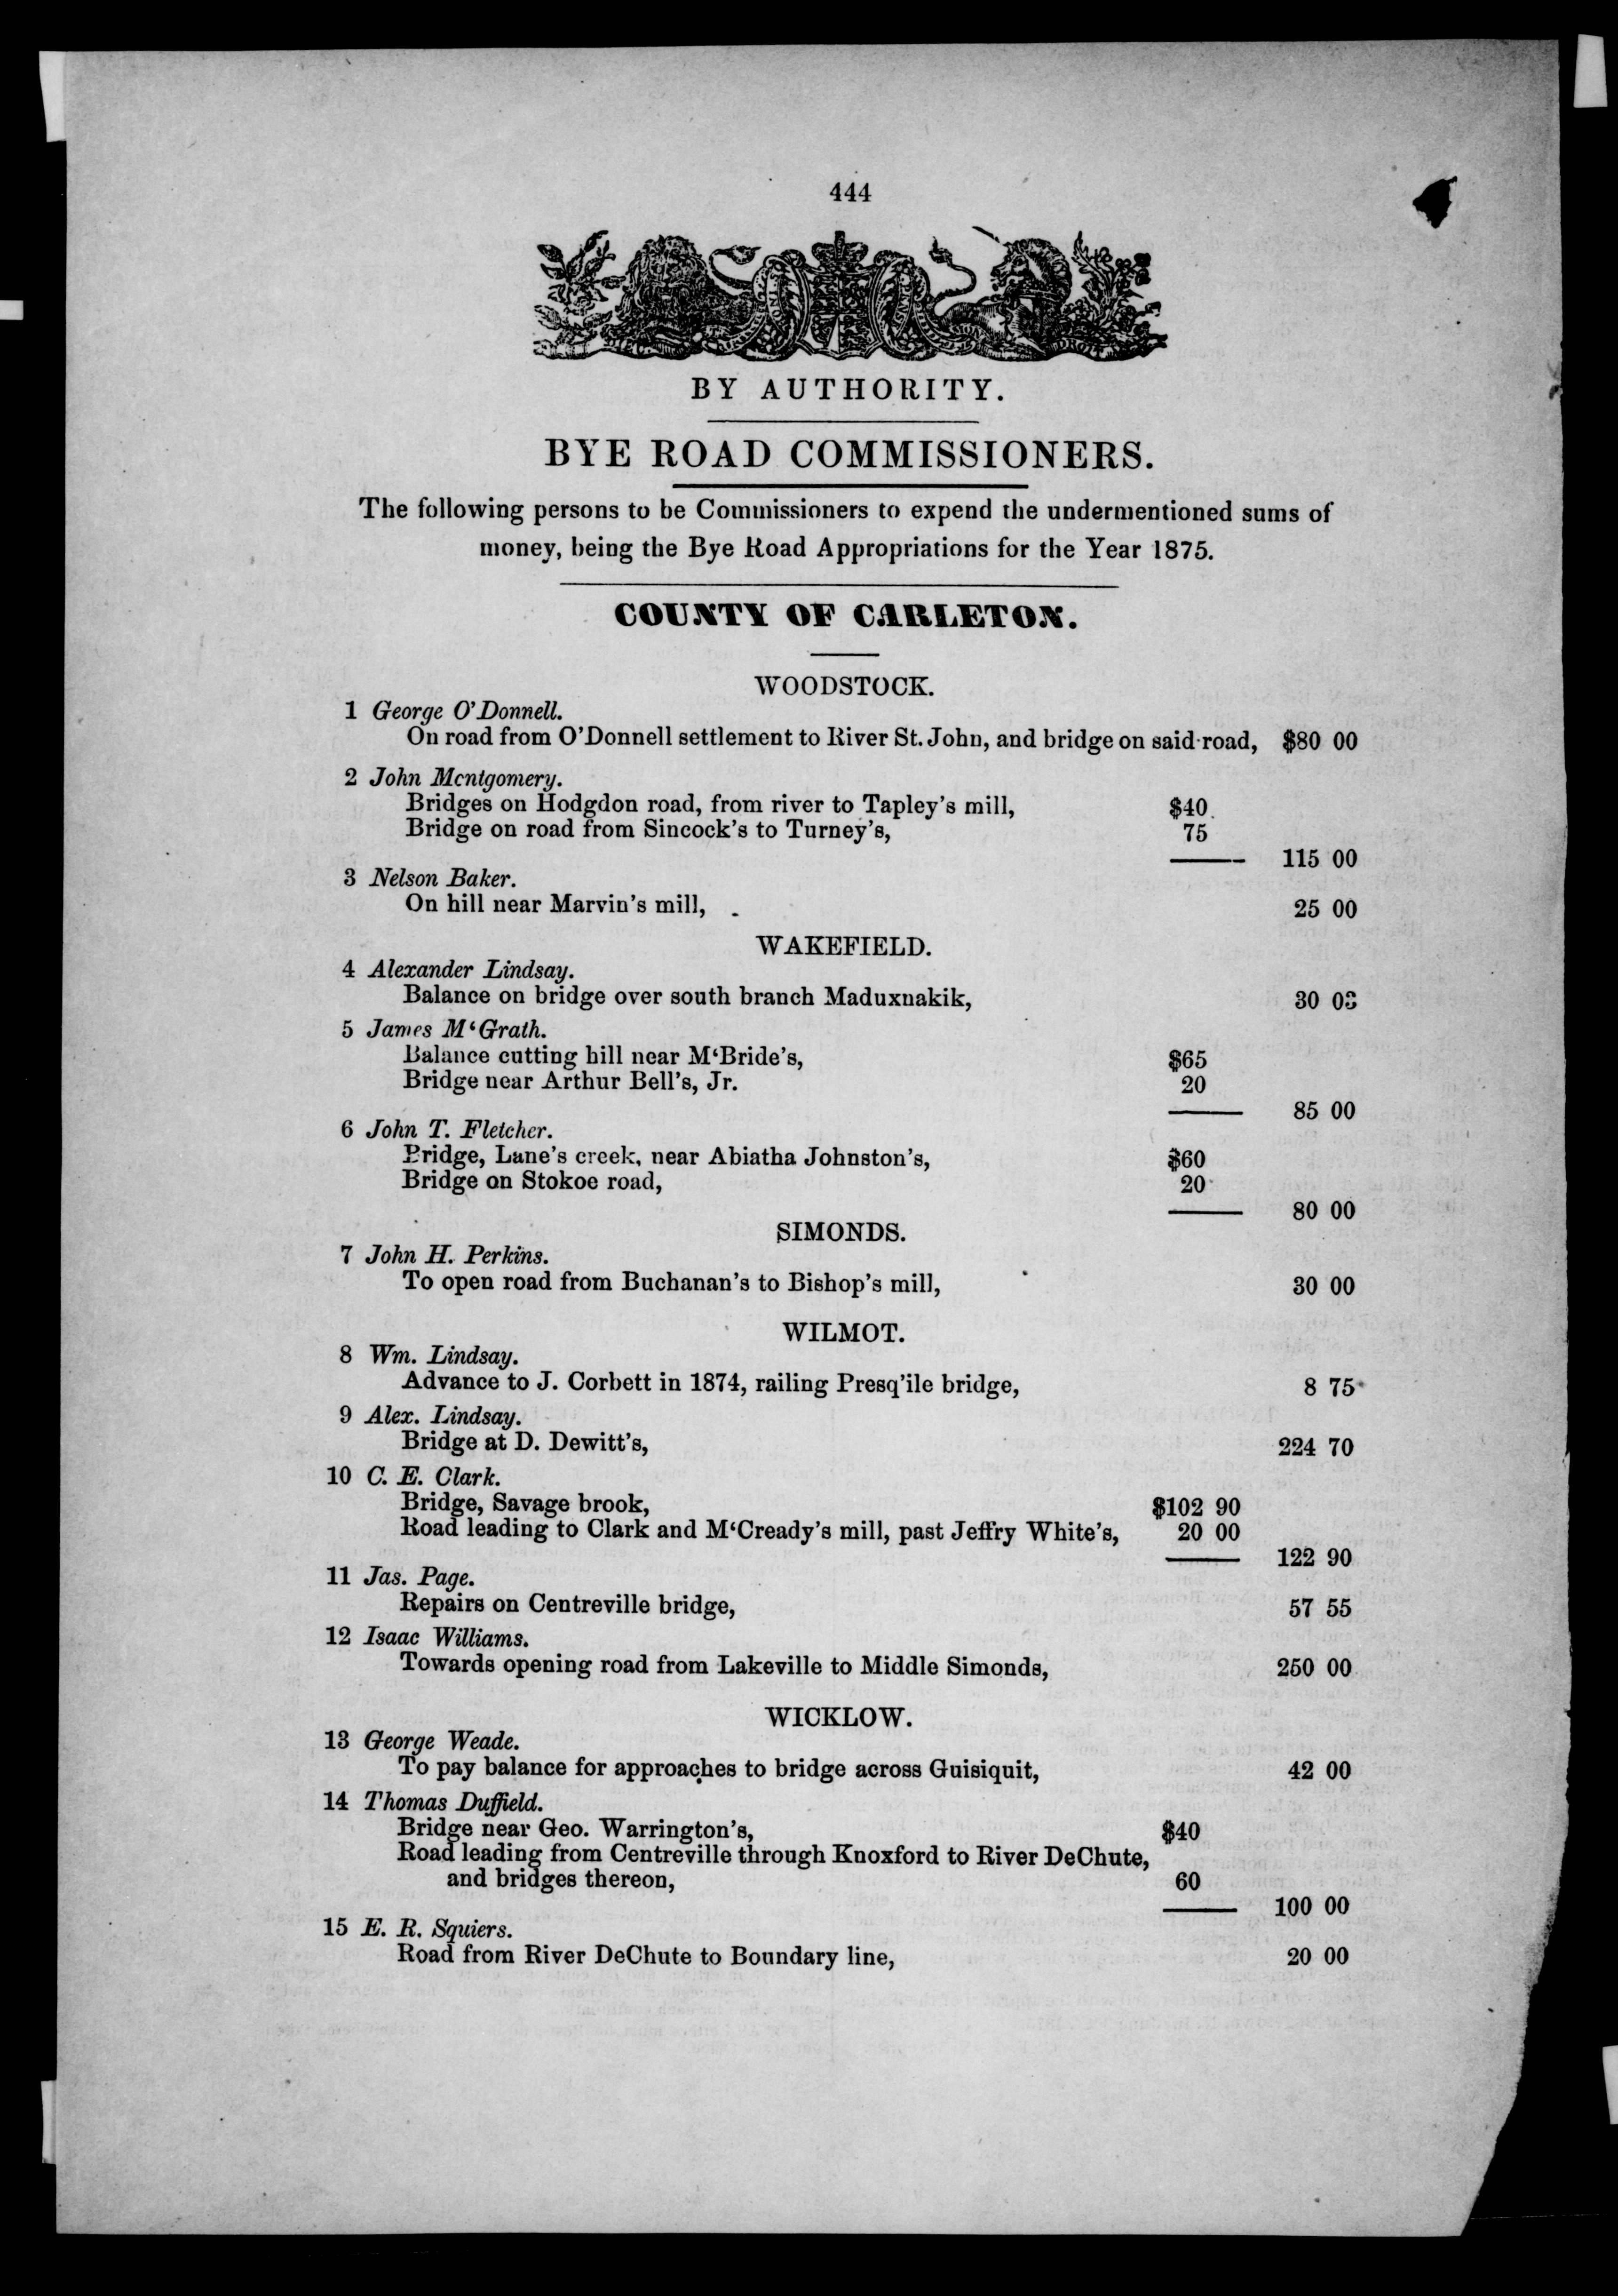 444
BY AUTHORITY.
BYE ROAD COMMISSIONERS.
The following persons to be Commissioners to expend the undermentioned sums of
money, being the Bye Road Appropriations for the Year 1875.
COUNTY OF CARLETON.
WOODSTOCK.
1 George O'Donnell.
On road from O'Donnell settlement to River St. John, and bridge on said road, $80 00
2 John Montgomery.
Bridges on Hodgdon road, from river to Tapley's mill, $40
Bridge on road from Sincock's to Turney's, 75
115 00
3 Nelson Baker.
On hill near Marvin's mill, 25 00
WAKEFIELD.
4 Alexander Lindsay.
Balance on bridge over south branch Maduxnakik, 30 03
5 James M‘Grath.
Balance cutting hill near M‘Bride's, $65
Bridge near Arthur Bell's, Jr. 20
85 00
6 John T. Fletcher.
Bridge, Lane's creek, near Abiatha Johnston's, $60
Bridge on Stokoe road, 20
80 00
SIMONDS.
7 John H. Perkins.
To open road from Buchanan's to Bishop's mill, 30 00
WILMOT.
8 Wm. Lindsay.
Advance to J. Corbett in 1874, railing Presq'ile bridge, 8 75
9 Alex. Lindsay.
Bridge at D. Dewitt's, 224 70
10 C. E. Clark.
Bridge, Savage brook, $102 90
Road leading to Clark and M‘Cready's mill, past Jeffry White's, 20 00
122 90
11 Jas. Page.
Repairs on Centreville bridge, 57 55
12 Isaac Williams.
Towards opening road from Lakeville to Middle Simonds, 250 00
WICKLOW.
13 George Weade.
To pay balance for approaches to bridge across Guisiquit, 42 00
14 Thomas Duffield.
Bridge near Geo. Warrington's, $40
Road leading from Centreville through Knoxford to River DeChute,
and bridges thereon, 60
100 00
15 E. R. Squiers.
Road from River DeChute to Boundary line, 20 00